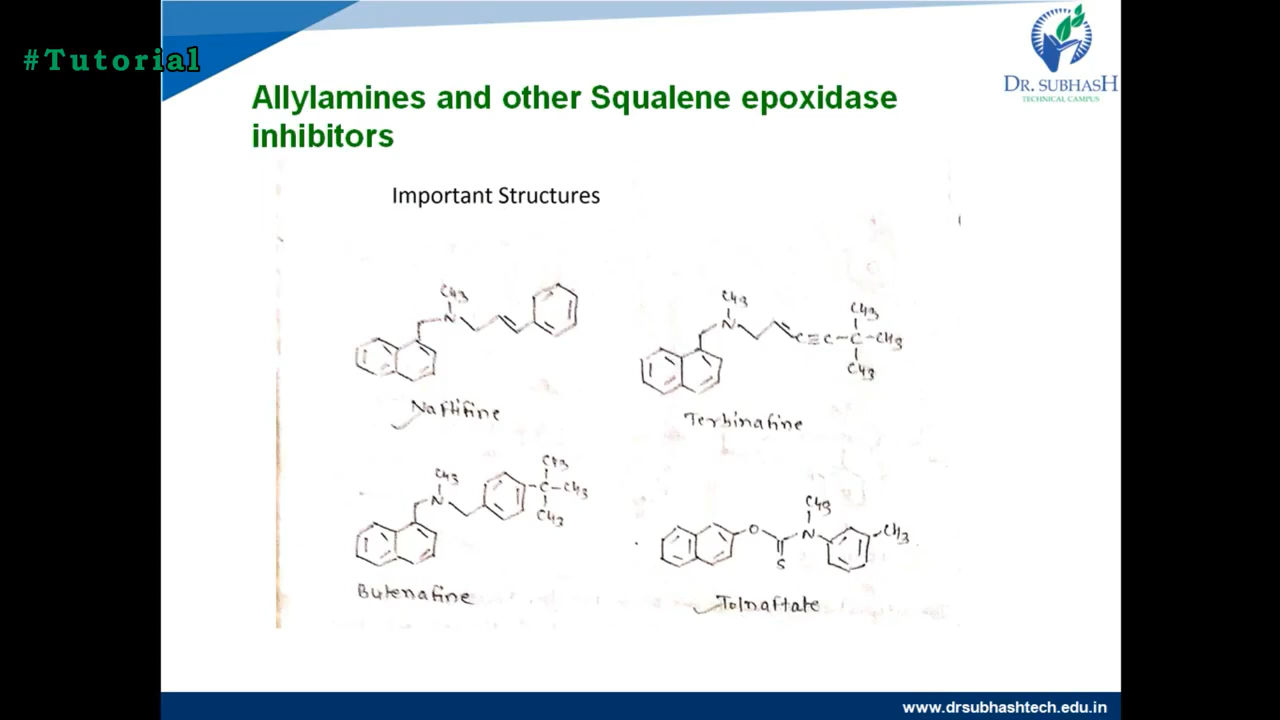 #Tutorial
DR. SUBHASH
TECHNICAL CAMPUS
Allylamines and other Squalene epoxidase
inhibitors
Important Structures
CH3
N
Naftifine
CH3
N
C≡C-C-CH3
CH3
CH3
Terbinafine
CH3
N
CH3
C-CH3
CH3
Butenafine
CH3
O
N
CH3
S
Tolnaftate
www.drsubhashtech.edu.in